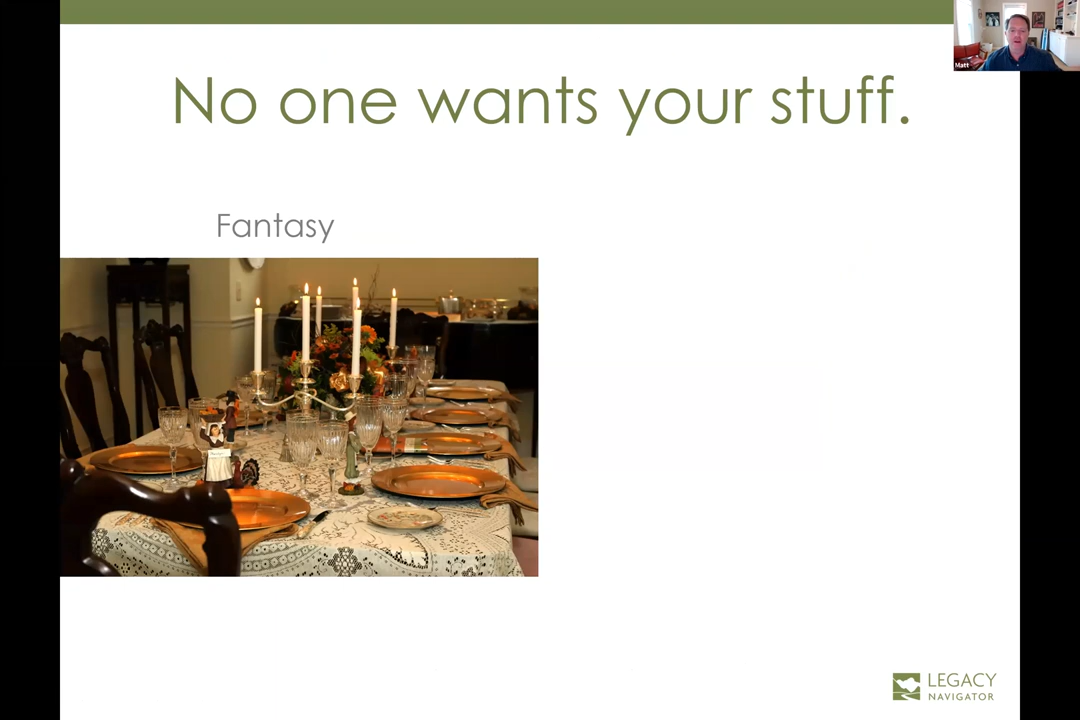 Matt
No one wants your stuff.
Fantasy
LEGACY
NAVIGATOR